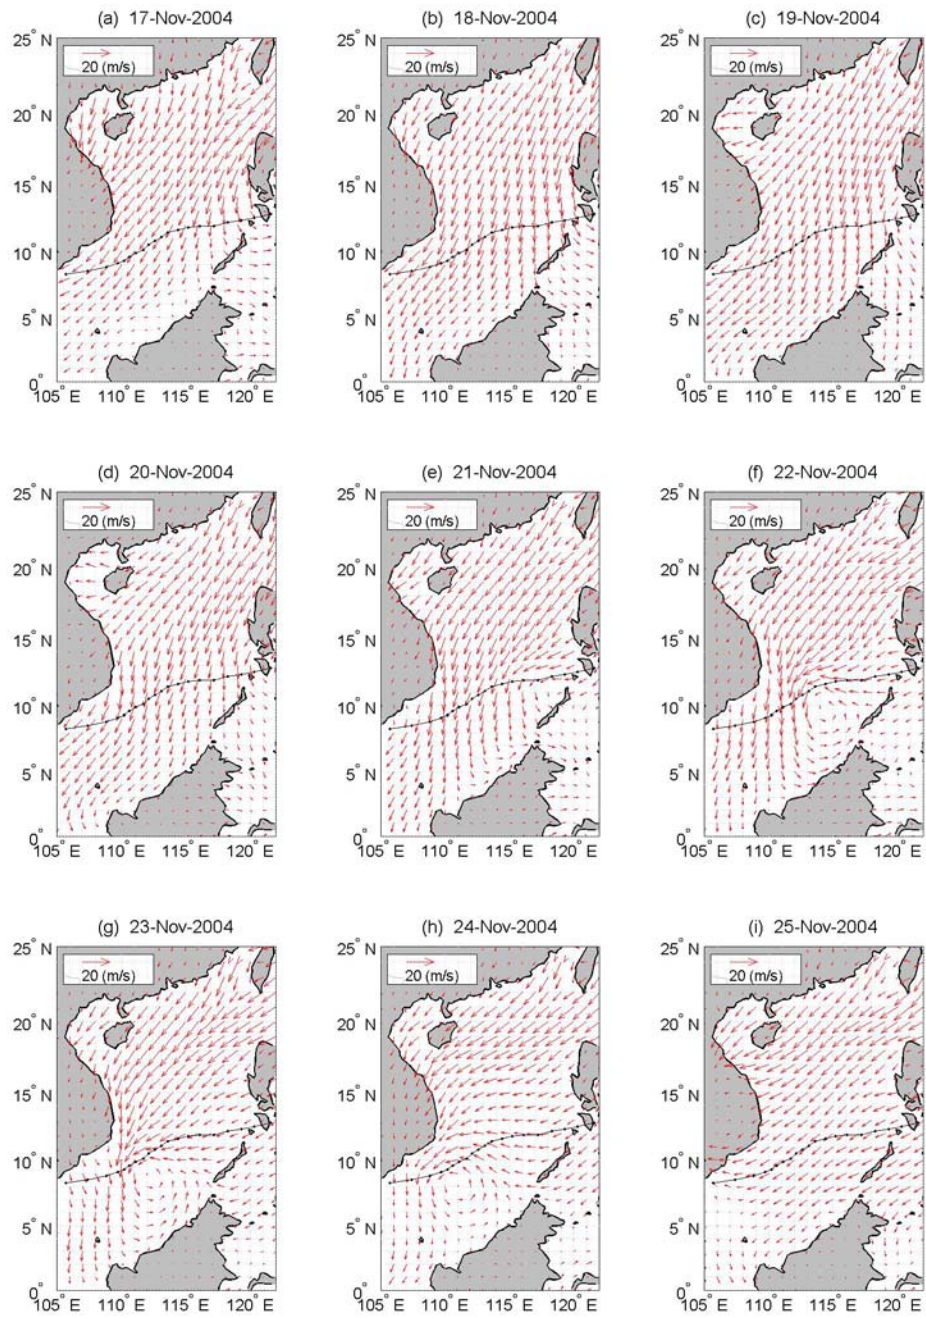 (a) 17-Nov-2004 (b) 18-Nov-2004 (c) 19-Nov-2004
25° N 25° N 25° N
20 (m/s) 20 (m/s) 20 (m/s)
20° N 20° N 20° N
15° N 15° N 15° N
10° N 10° N 10° N
5° N 5° N 5° N
0° 0° 0°
105° E 110° E 115° E 120° E 105° E 110° E 115° E 120° E 105° E 110° E 115° E 120° E
(d) 20-Nov-2004 (e) 21-Nov-2004 (f) 22-Nov-2004
25° N 25° N 25° N
20 (m/s) 20 (m/s) 20 (m/s)
20° N 20° N 20° N
15° N 15° N 15° N
10° N 10° N 10° N
5° N 5° N 5° N
0° 0° 0°
105° E 110° E 115° E 120° E 105° E 110° E 115° E 120° E 105° E 110° E 115° E 120° E
(g) 23-Nov-2004 (h) 24-Nov-2004 (i) 25-Nov-2004
25° N 25° N 25° N
20 (m/s) 20 (m/s) 20 (m/s)
20° N 20° N 20° N
15° N 15° N 15° N
10° N 10° N 10° N
5° N 5° N 5° N
0° 0° 0°
105° E 110° E 115° E 120° E 105° E 110° E 115° E 120° E 105° E 110° E 115° E 120° E